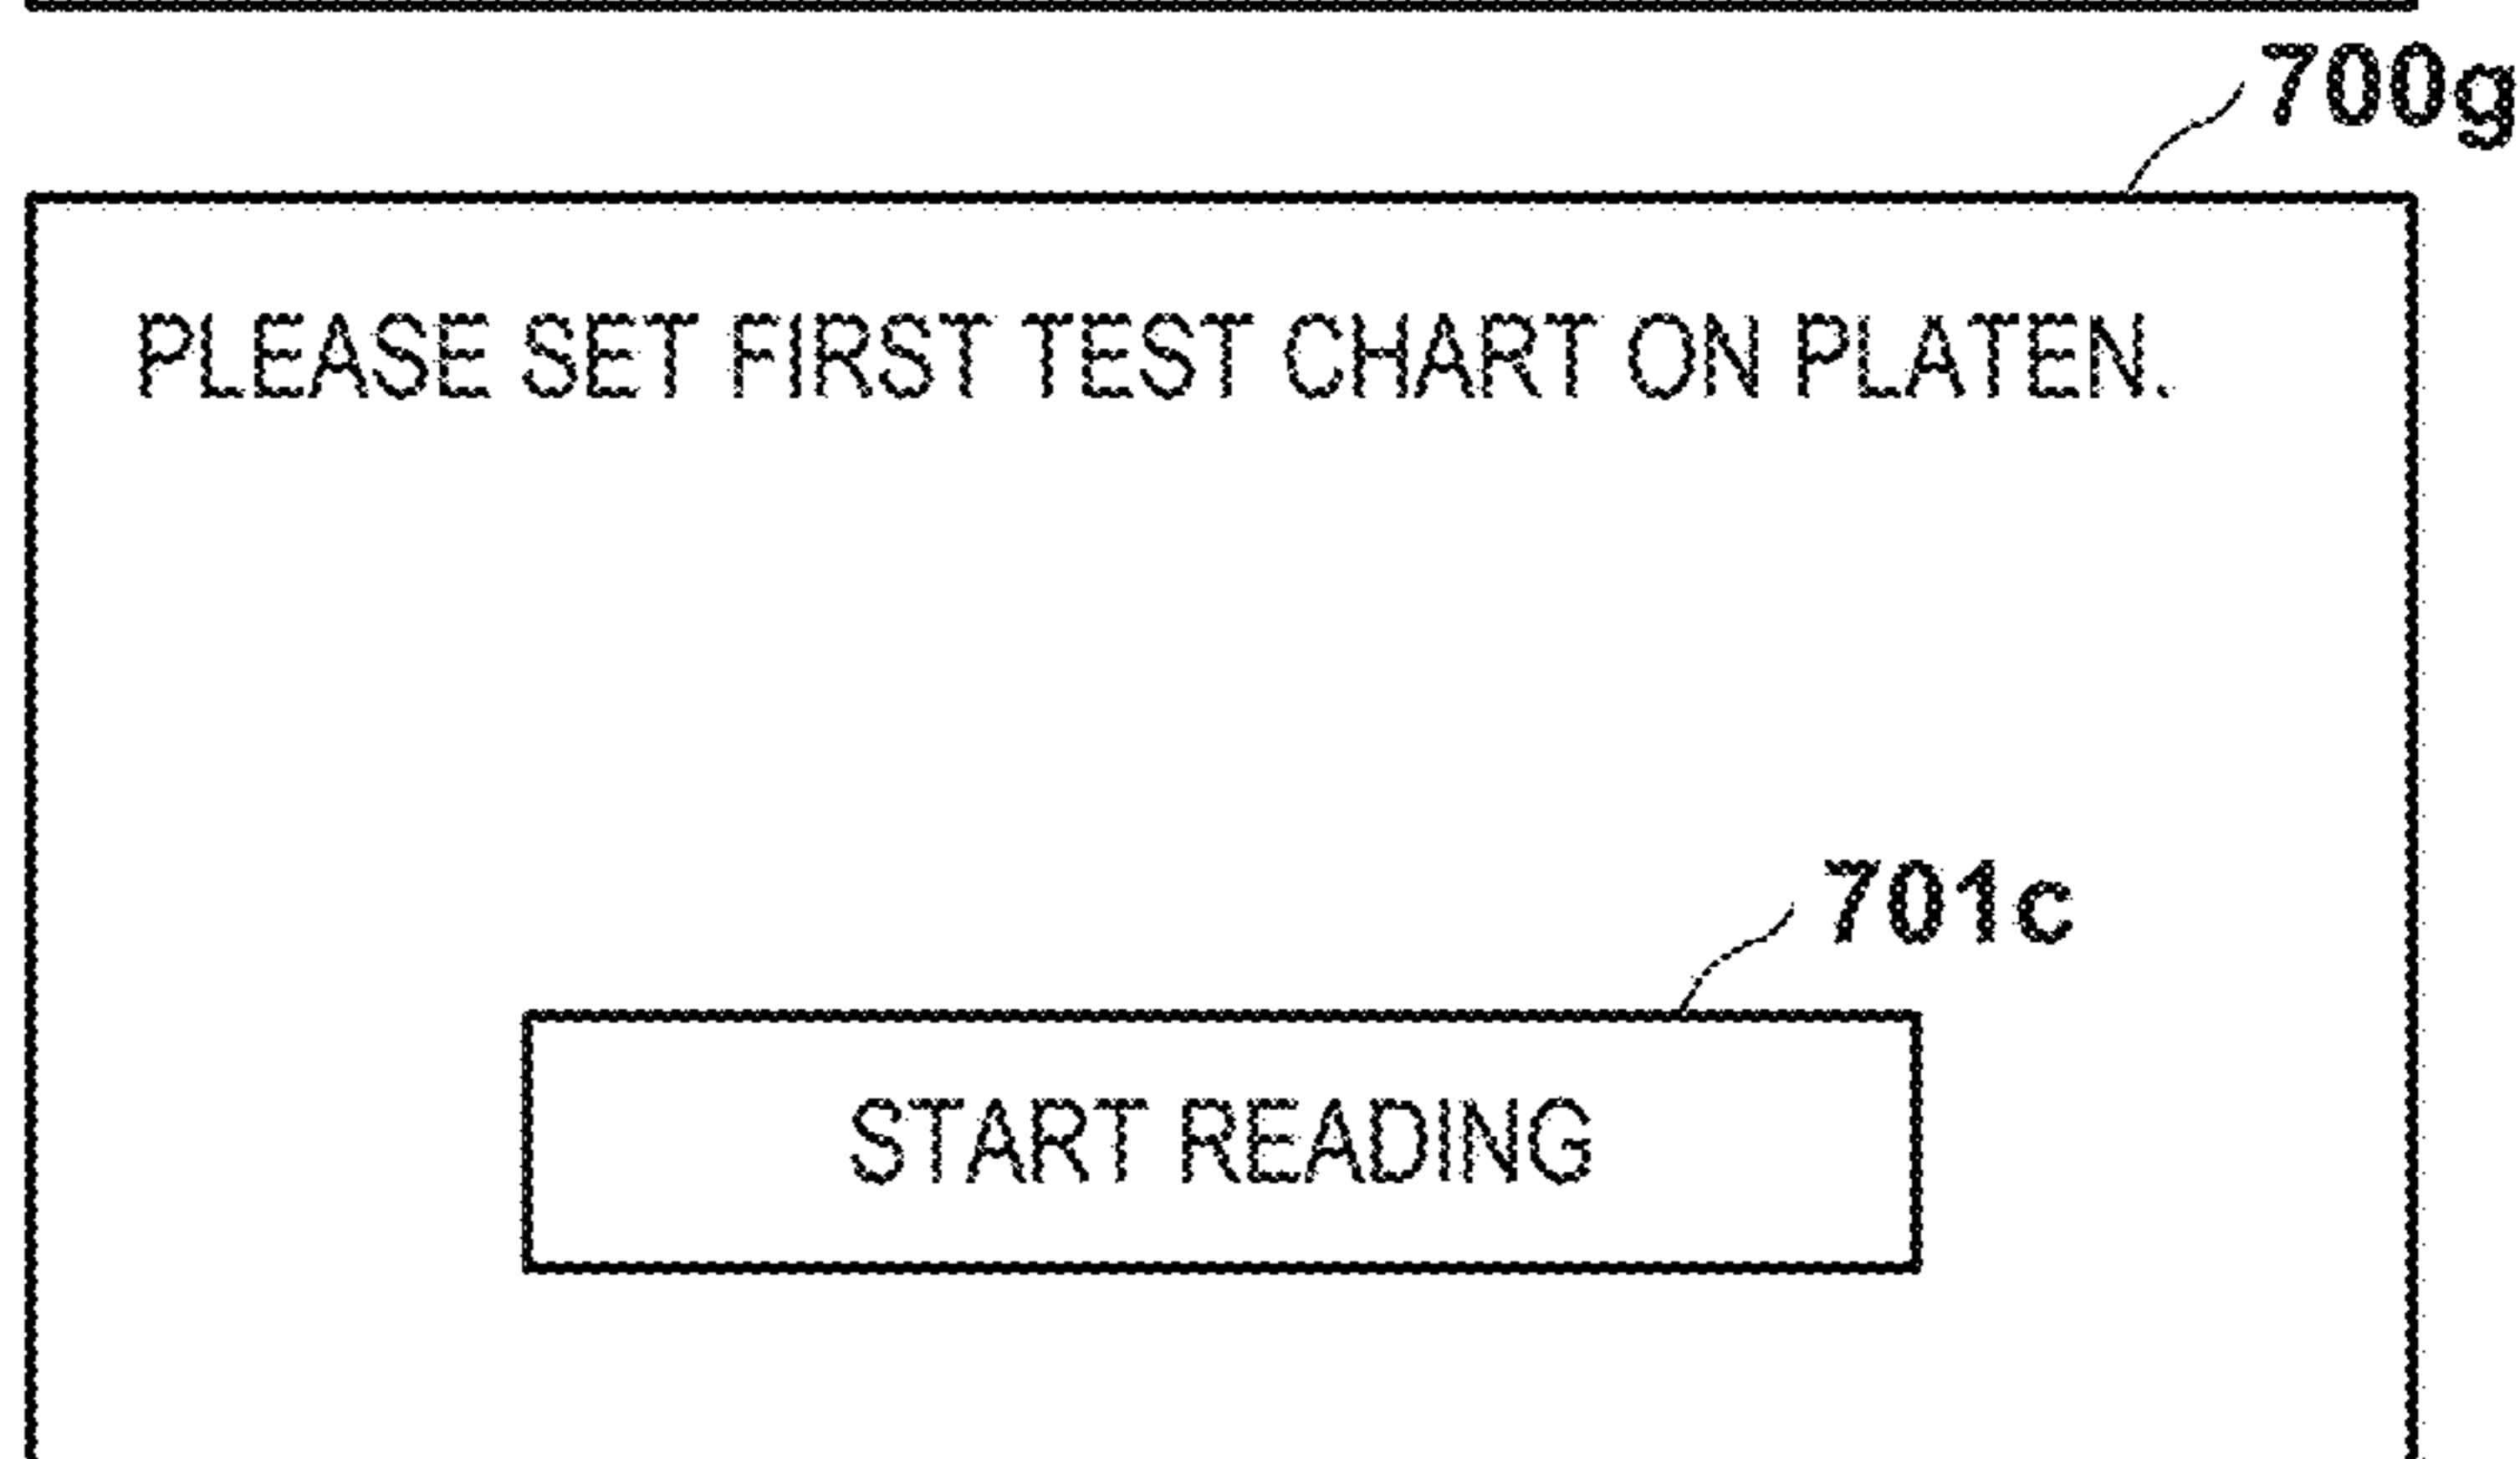 700g
PLEASE SET FIRST TEST CHART ON PLATEN.
701c
START READING